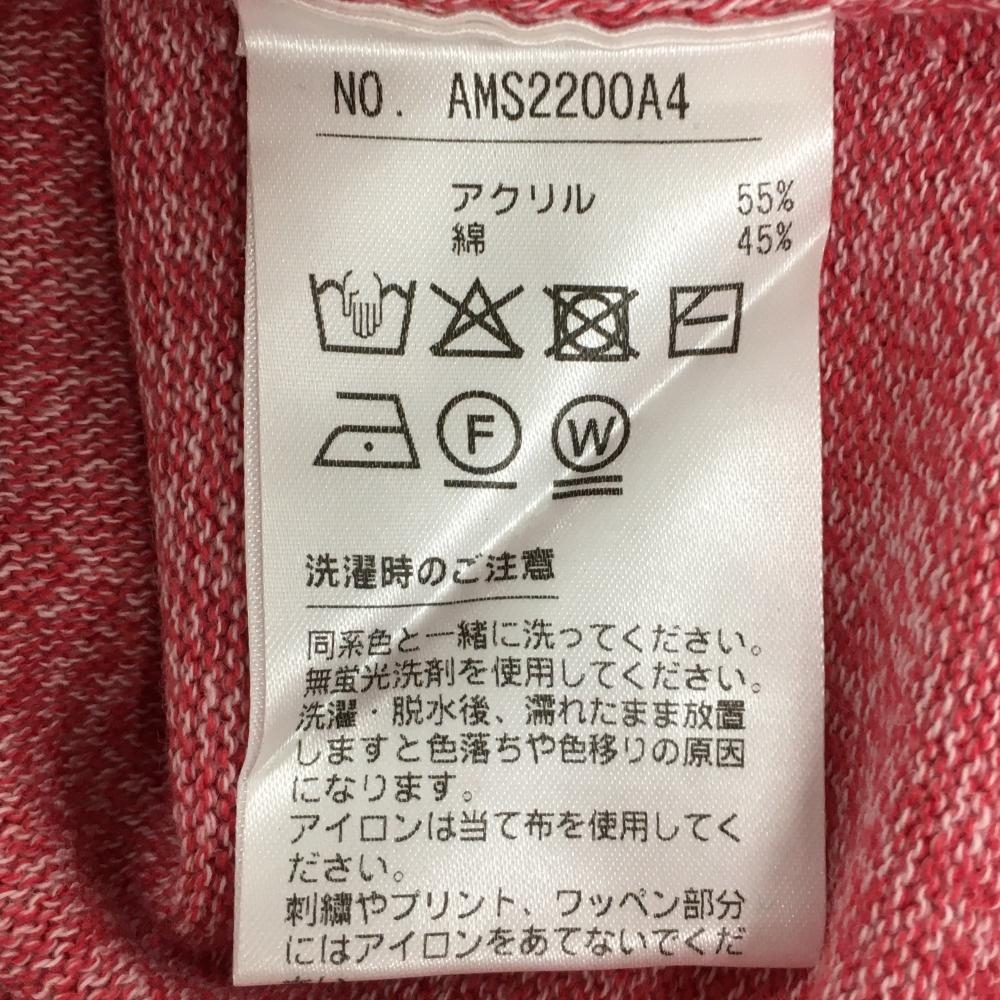 NO. AMS2200A4
アクリル 55%
綿 45%
F W
洗濯時のご注意
同系色と一緒に洗ってください。
無蛍光洗剤を使用してください。
洗濯・脱水後、濡れたまま放置
しますと色落ちや色移りの原因
になります。
アイロンは当て布を使用してく
ださい。
刺繍やプリント、ワッペン部分
にはアイロンをあてないでくだ